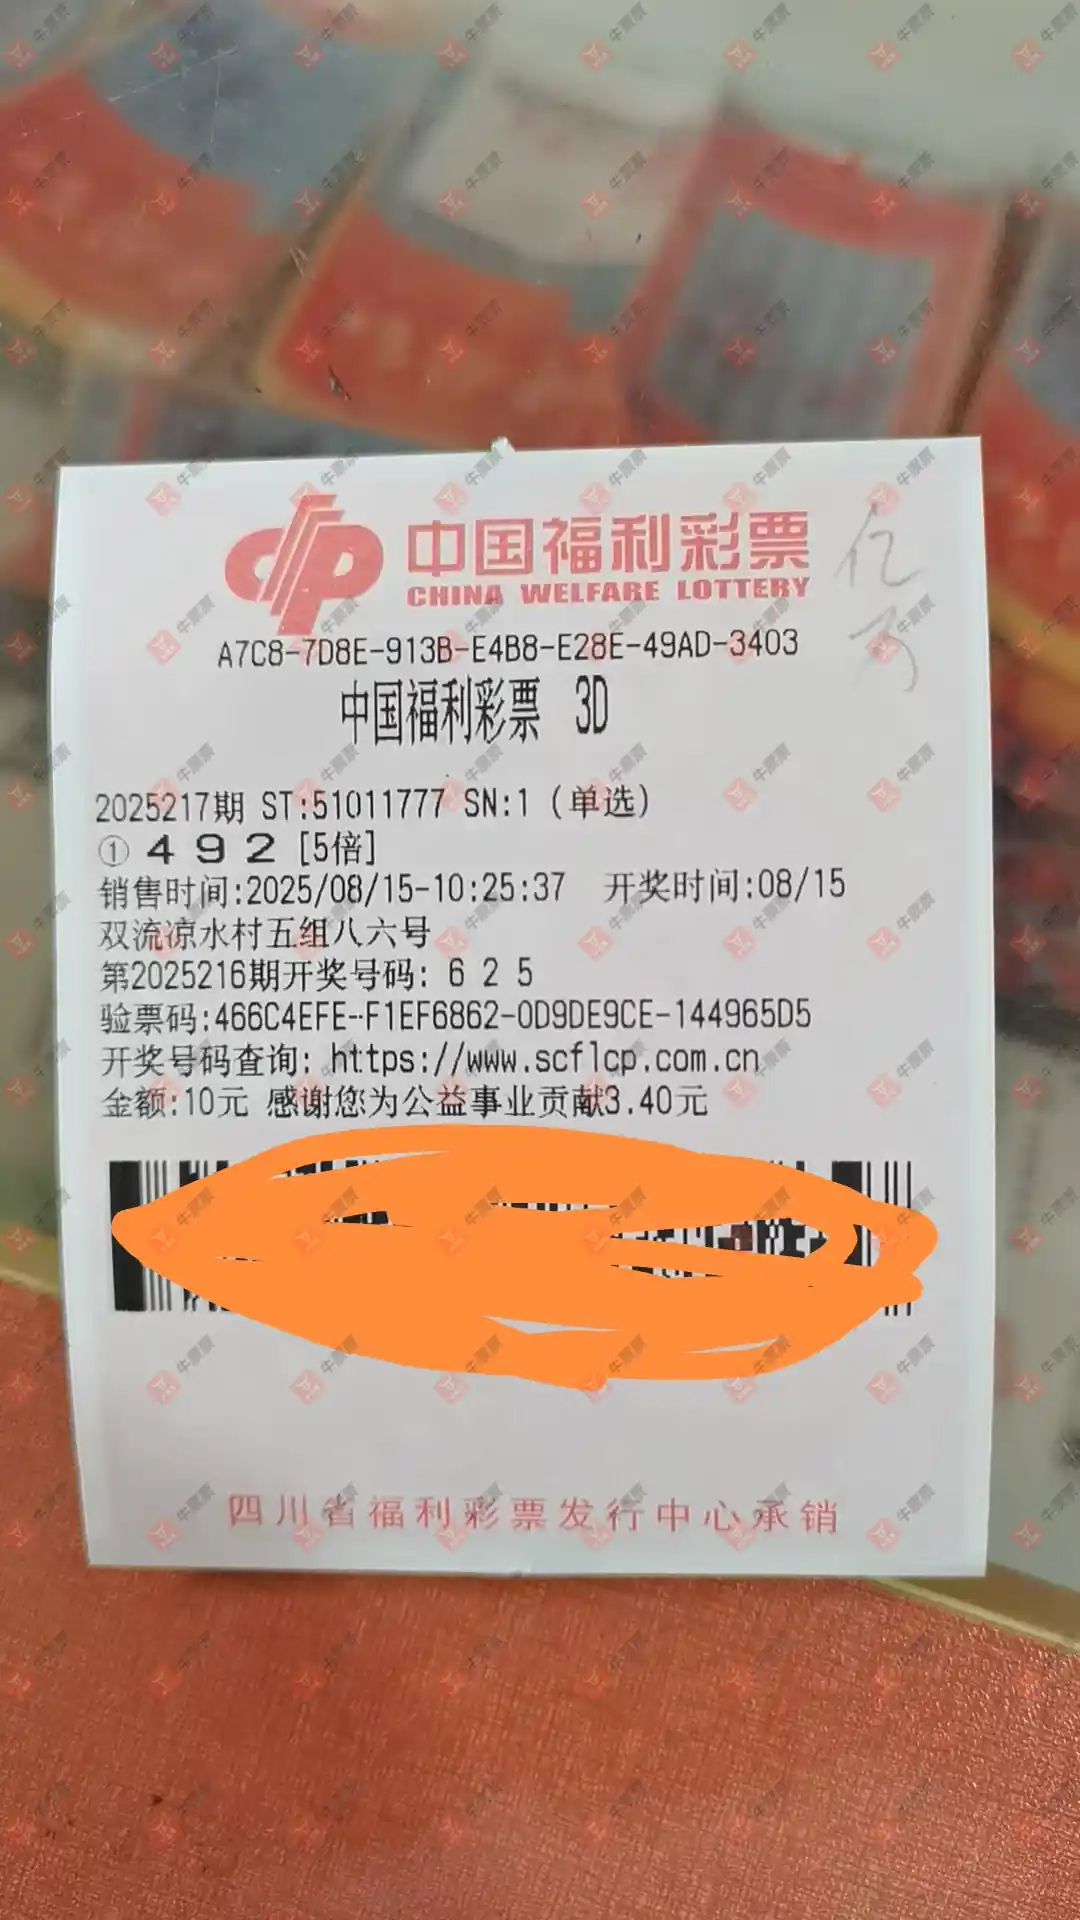 中国福利彩票
CHINA WELFARE LOTTERY
亿
A7C8-7D8E-913B-E4B8-E28E-49AD-3403
中国福利彩票 3D
2025217期 ST:51011777 SN:1 (单选)
① 4 9 2 [5倍]
销售时间:2025/08/15-10:25:37 开奖时间:08/15
双流凉水村五组八六号
第2025216期开奖号码: 6 2 5
验票码:466C4EFE-F1EF6862-0D9DE9CE-144965D5
开奖号码查询: https://www.scflcp.com.cn
金额:10元 感谢您为公益事业贡献3.40元
四川省福利彩票发行中心承销
牛票票